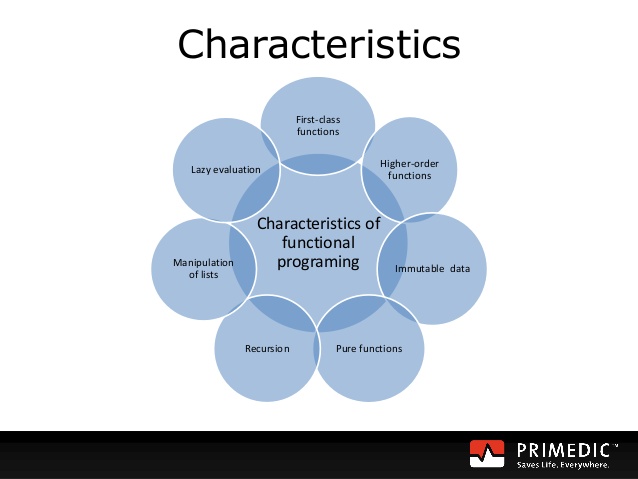 Characteristics
First-class
functions
Higher-order
functions
Immutable data
Pure functions
Recursion
Manipulation
of lists
Lazy evaluation
Characteristics of
functional
programing
PRIMEDIC™
Saves Life. Everywhere.